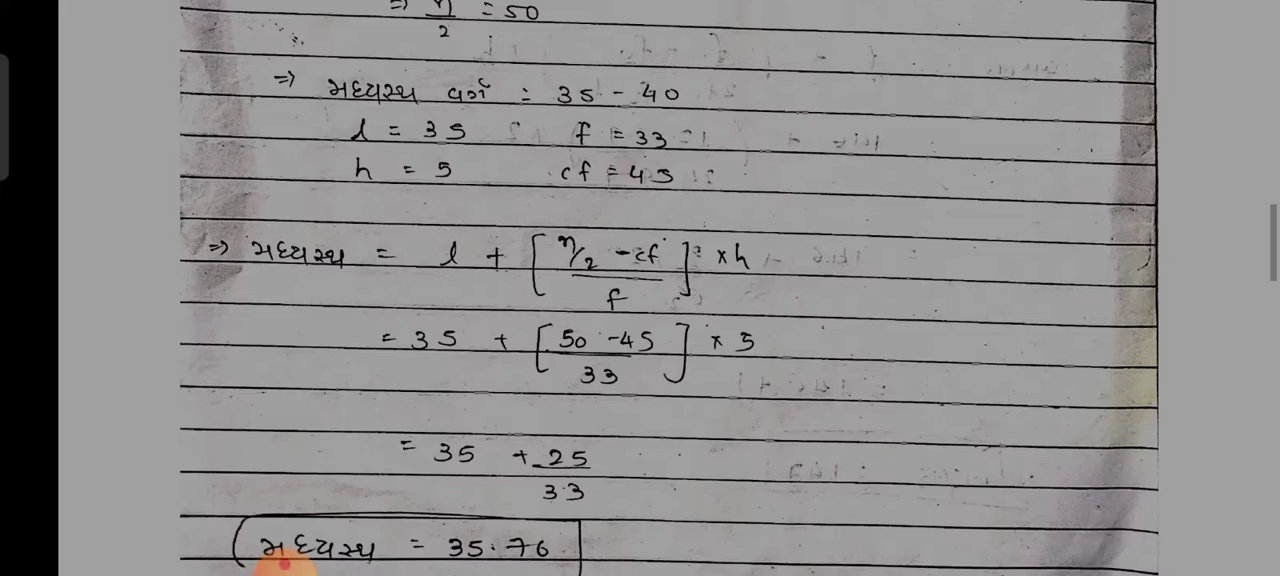 ⇒ n/2 = 50
⇒ મધ્યસ્થ વર્ગ = 35 - 40
l = 35 f = 33
h = 5 cf = 45
⇒ મધ્યસ્થ = l + [ n/2 - cf / f ] × h
= 35 + [ 50 - 45 / 33 ] × 5
= 35 + 25 / 33
મધ્યસ્થ = 35.76